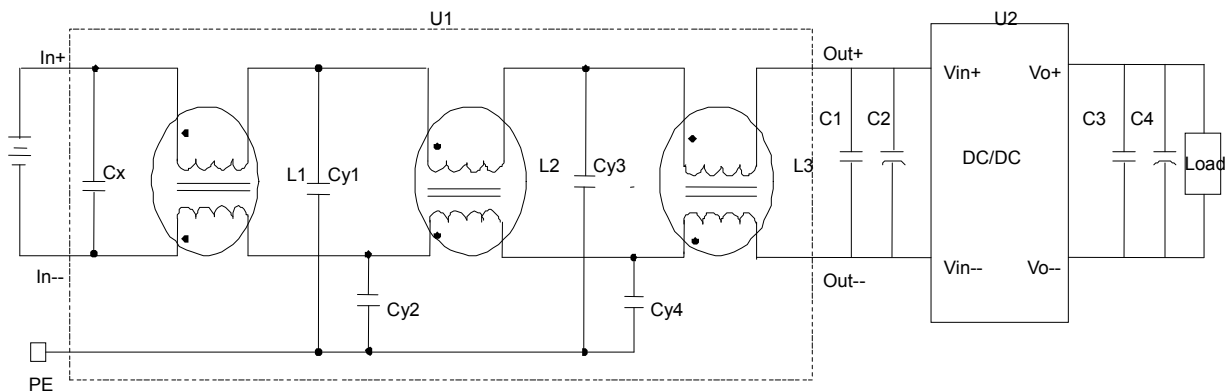 U1
U2
In+
Out+
Vin+
Vo+
C1
C2
C3
C4
DC/DC
Load
Cx
L1
Cy1
L2
Cy3
L3
In--
Out--
Vin--
Vo--
Cy2
Cy4
PE